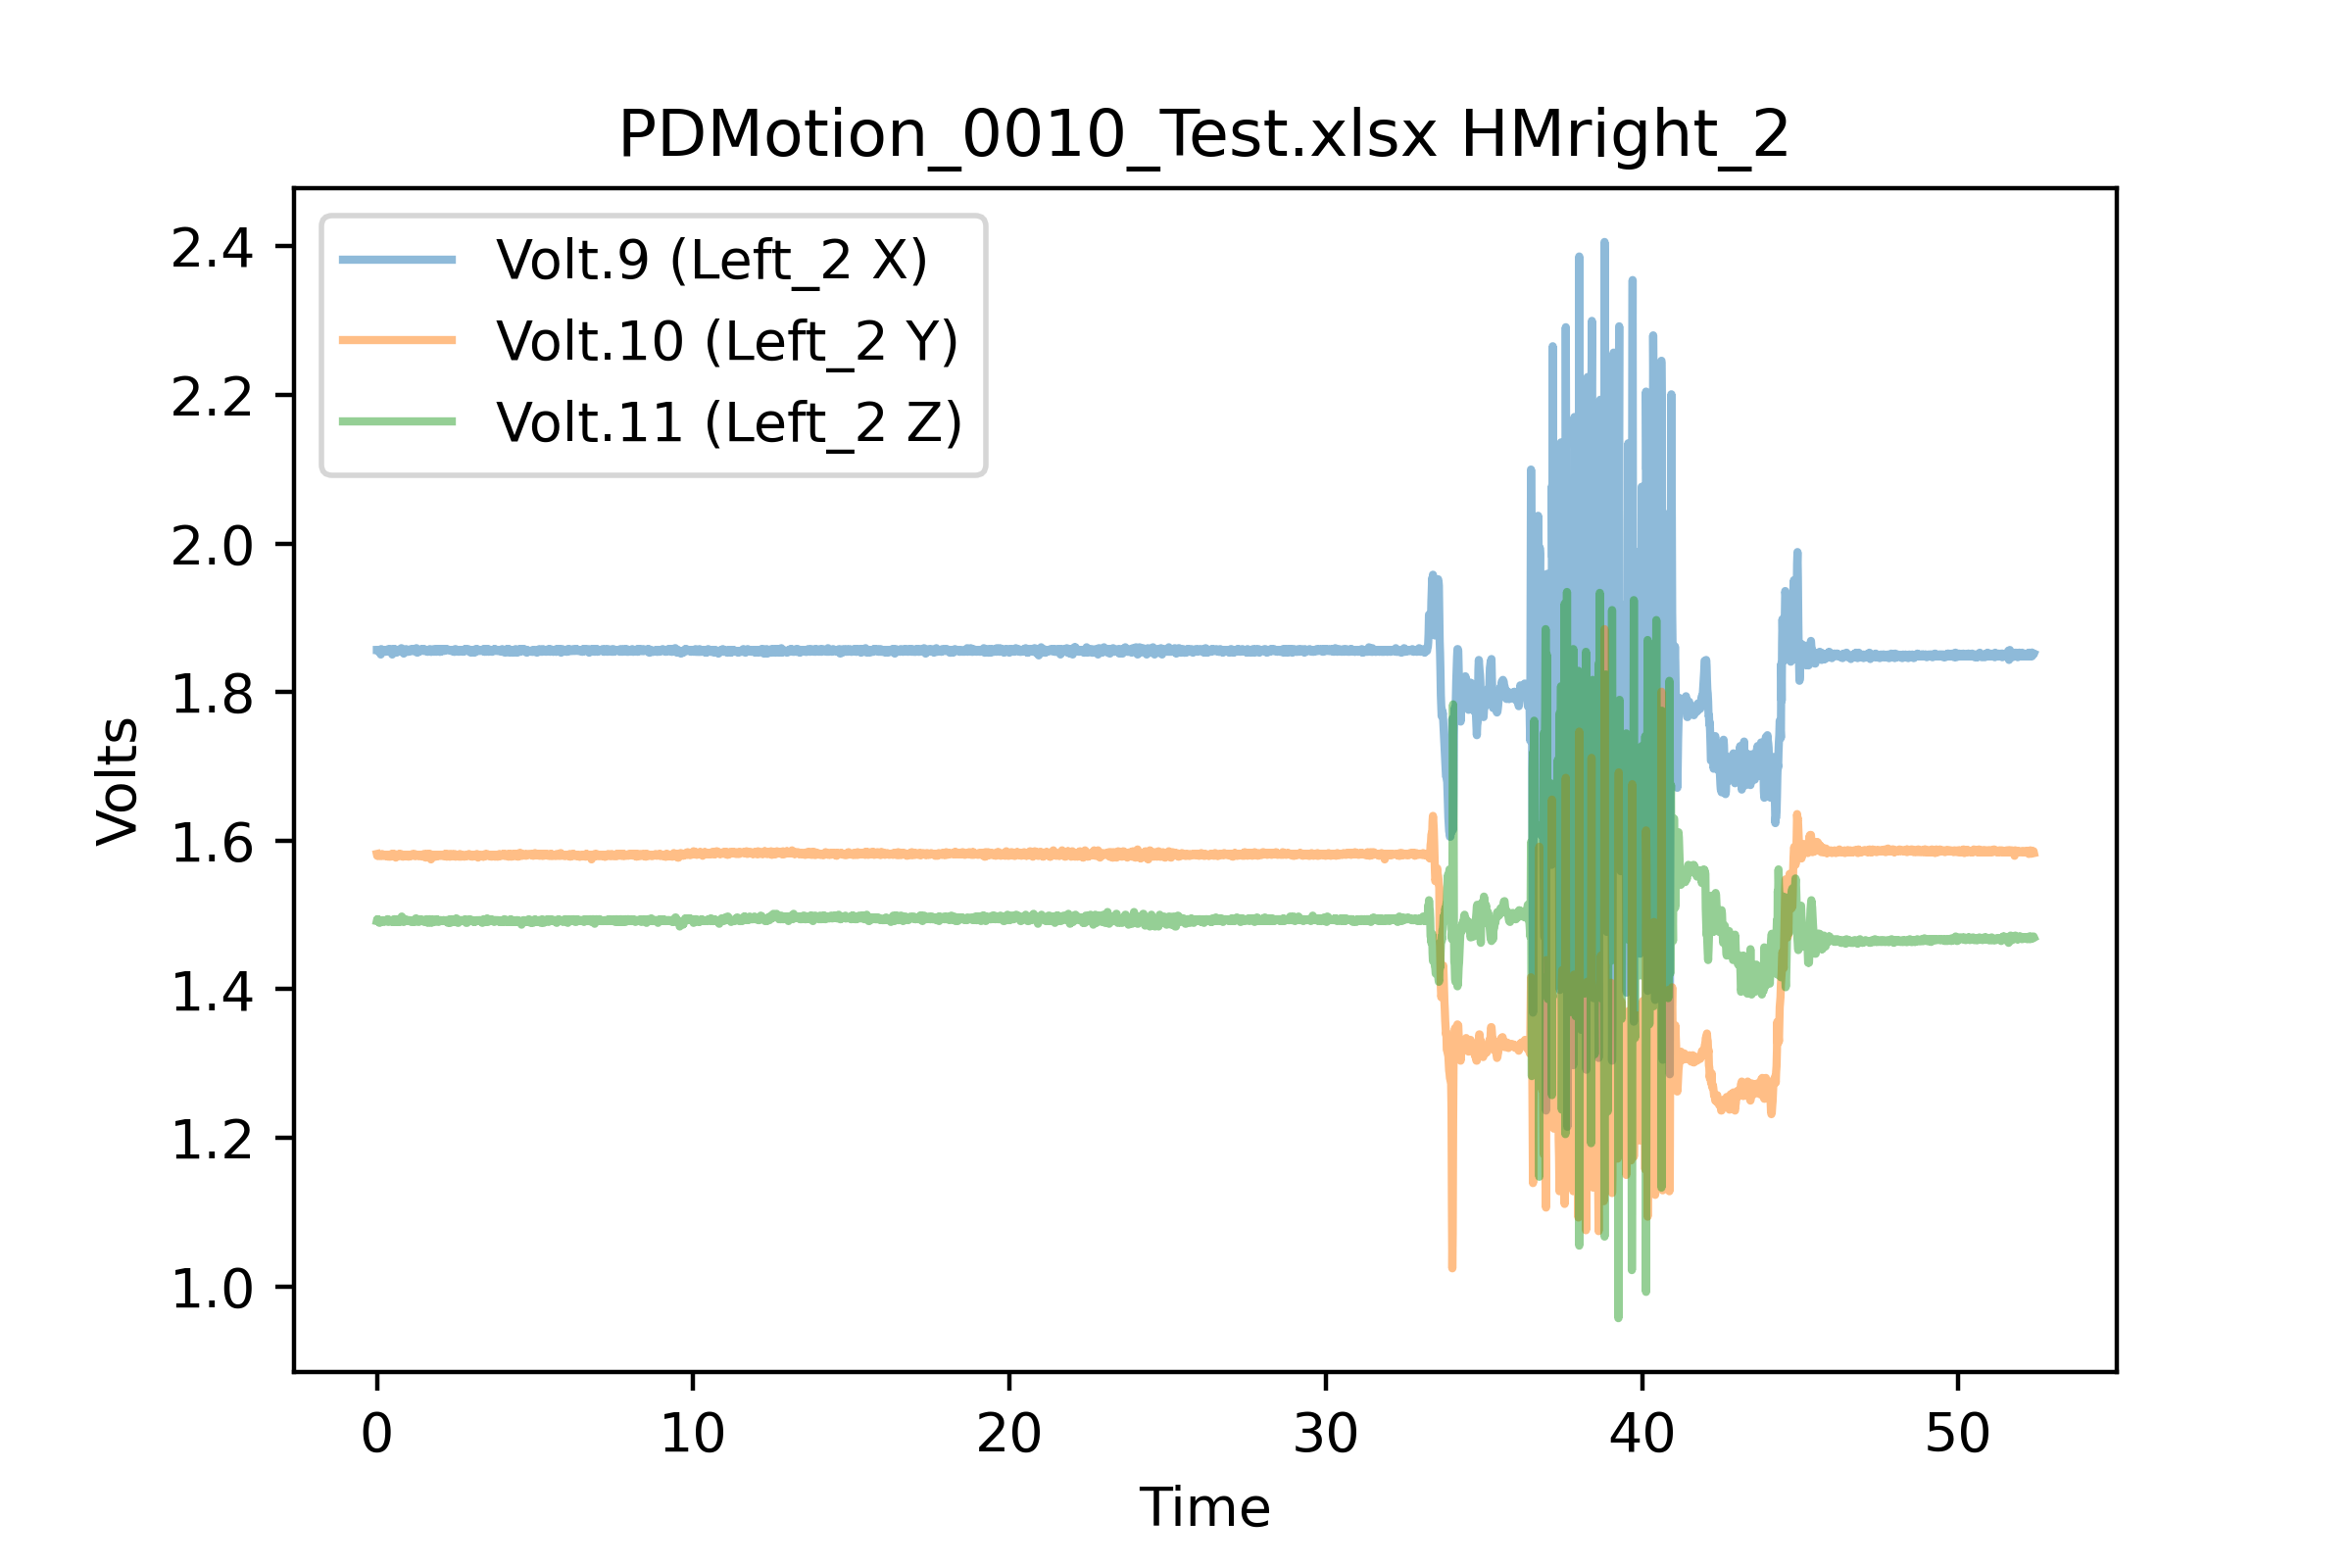 PDMotion_0010_Test.xlsx HMright_2
Volt.9 (Left_2 X)
Volt.10 (Left_2 Y)
Volt.11 (Left_2 Z)
2.4
2.2
2.0
1.8
1.6
1.4
1.2
1.0
Volts
0 10 20 30 40 50
Time